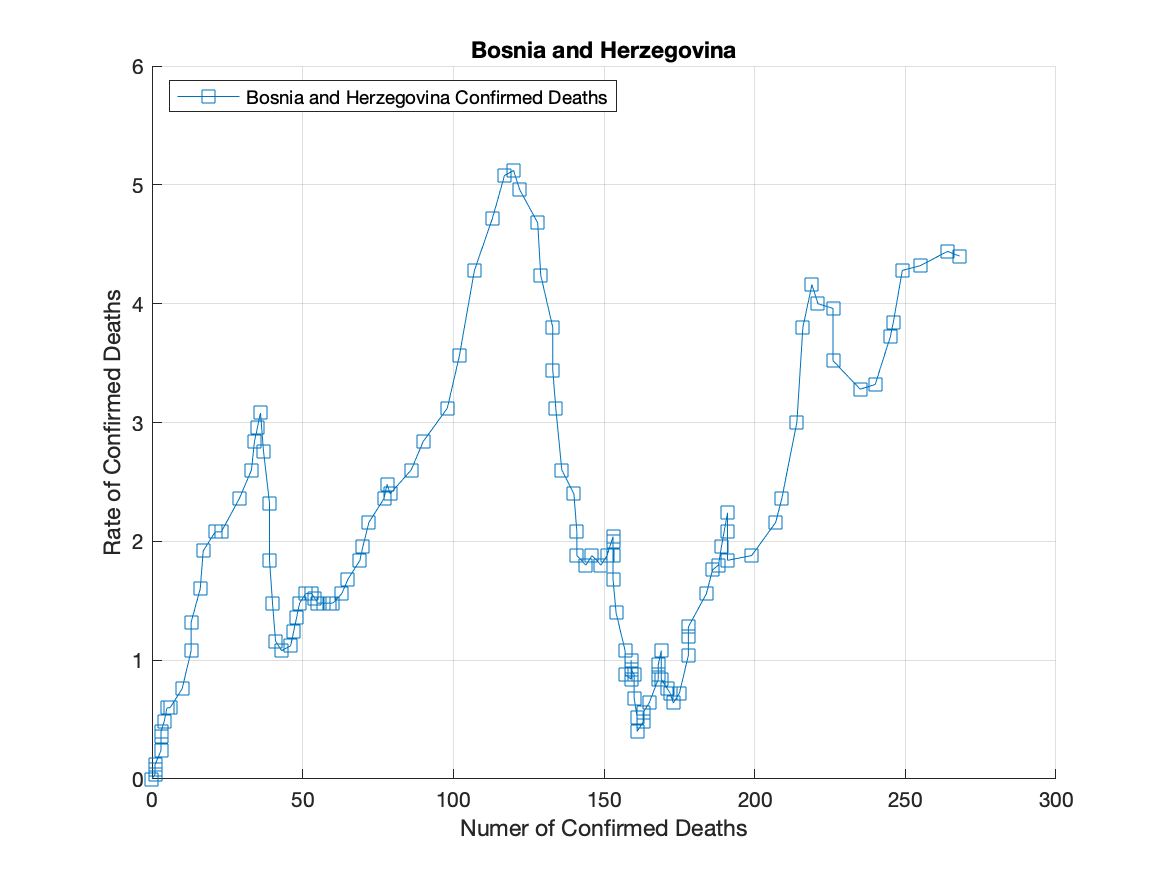 Bosnia and Herzegovina
Bosnia and Herzegovina Confirmed Deaths
Rate of Confirmed Deaths
6
5
4
3
2
1
0
0 50 100 150 200 250 300
Numer of Confirmed Deaths